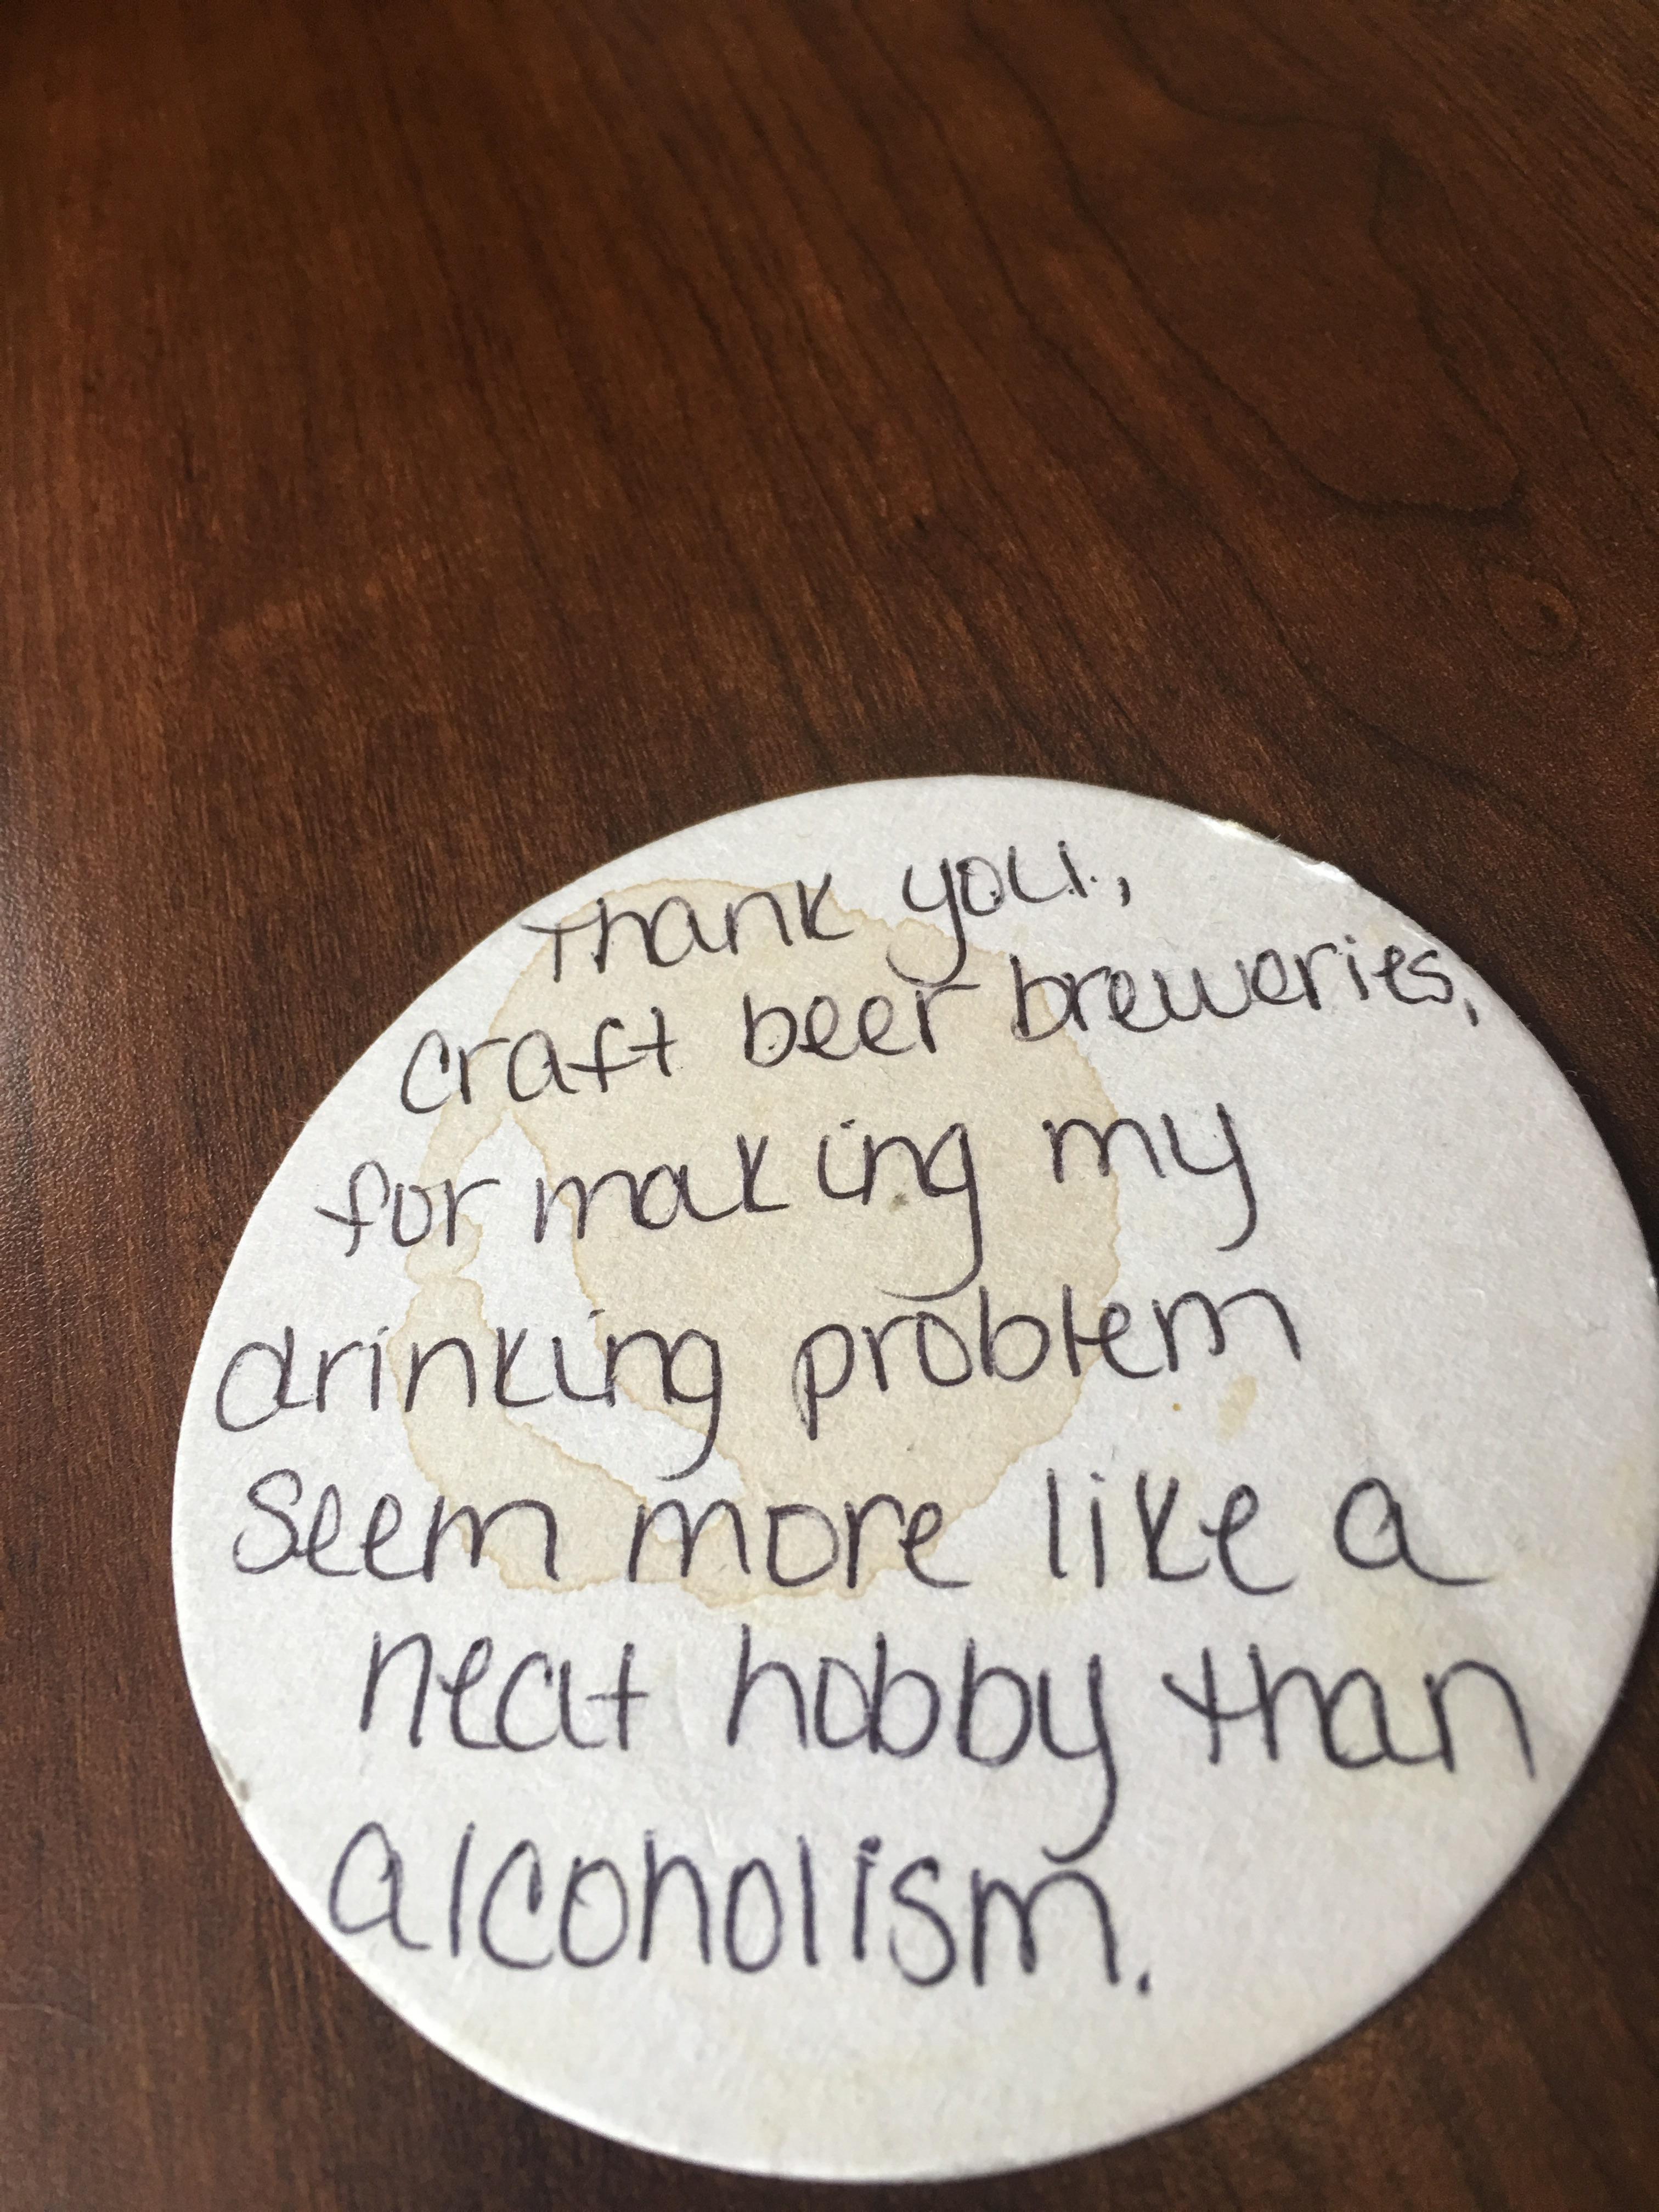 Thank you,
craft beer breweries,
for making my
drinking problem
seem more like a
neat hobby than
alcoholism.